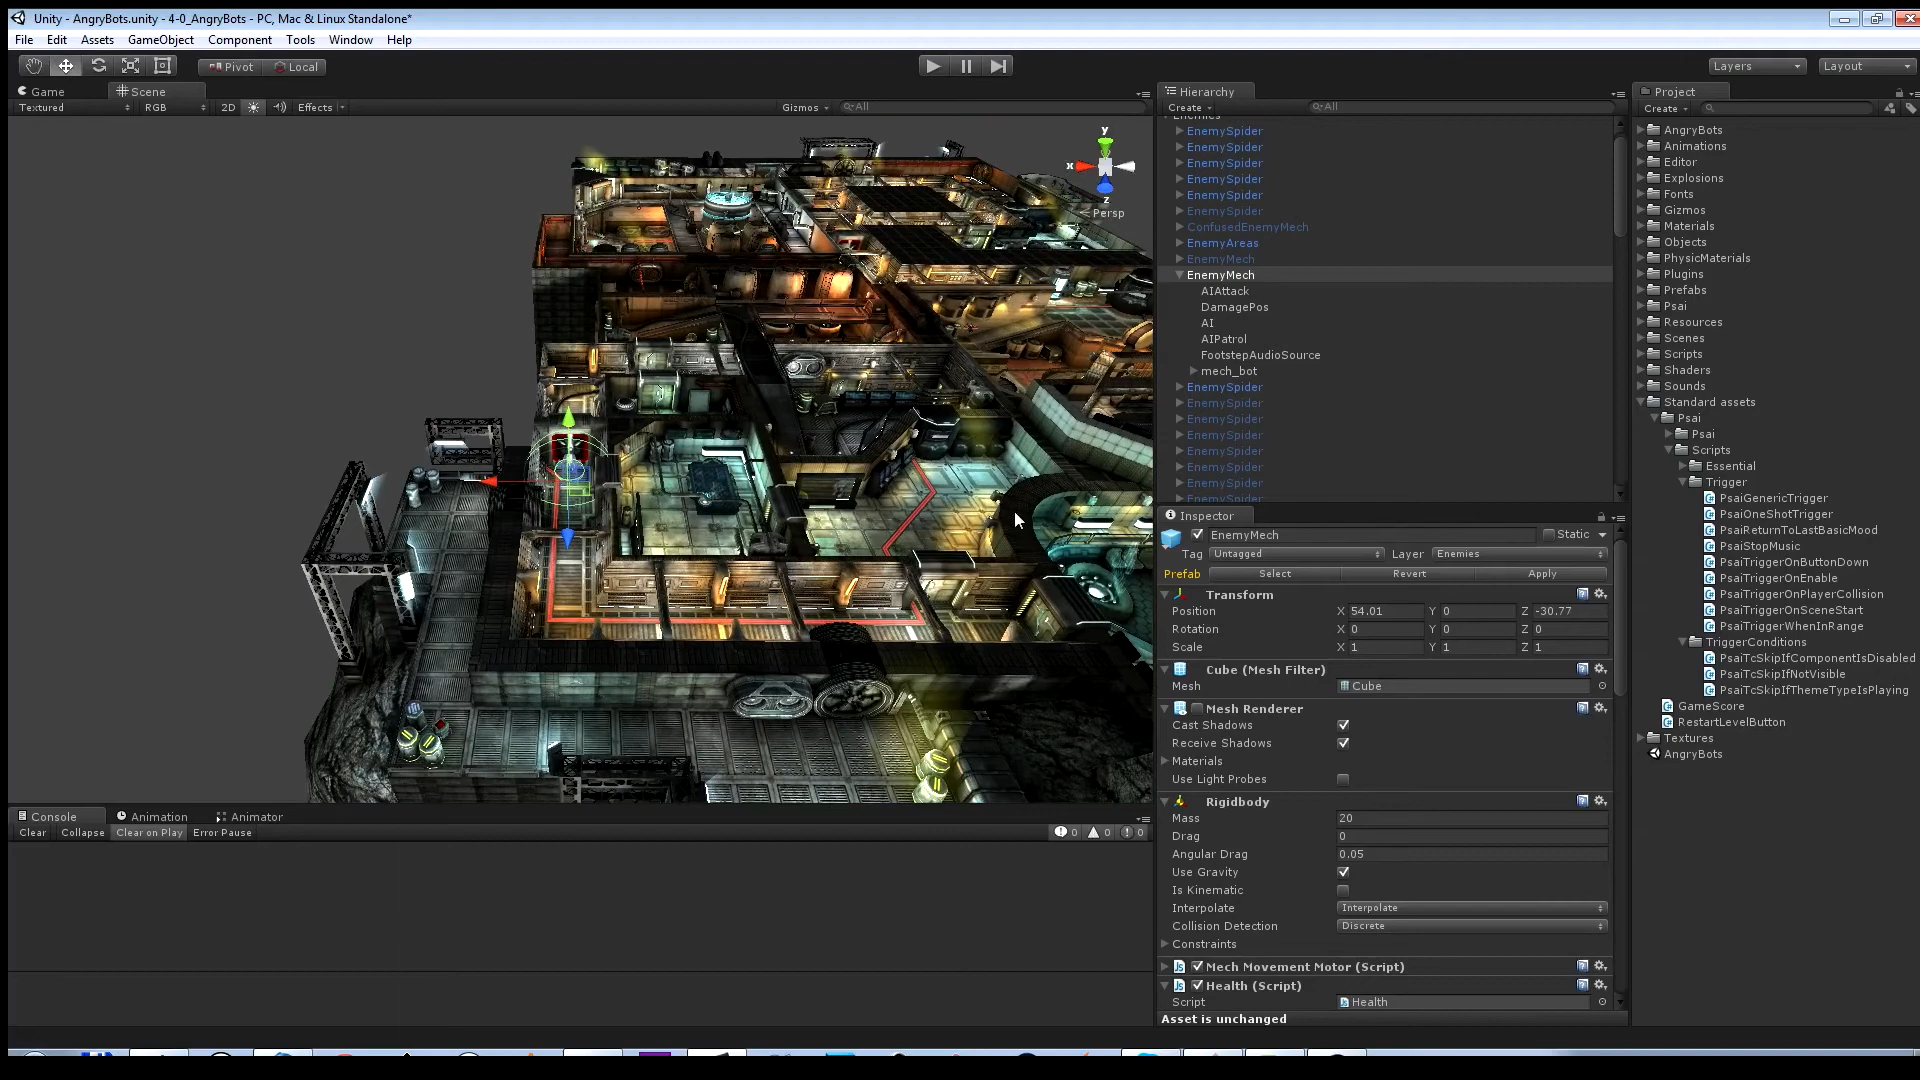 Unity - AngryBots.unity - 4-0_AngryBots - PC, Mac & Linux Standalone*
File Edit Assets GameObject Component Tools Window Help
Pivot Local
Layers Layout
Game Scene
Textured RGB 2D Effects Gizmos All
y
x
z
Persp
Hierarchy
Create All
Enemies
EnemySpider
EnemySpider
EnemySpider
EnemySpider
EnemySpider
EnemySpider
ConfusedEnemyMech
EnemyAreas
EnemyMech
EnemyMech
AIAttack
DamagePos
AI
AIPatrol
FootstepAudioSource
mech_bot
EnemySpider
EnemySpider
EnemySpider
EnemySpider
EnemySpider
EnemySpider
EnemySpider
EnemySpider
Inspector
EnemyMech Static
Tag Untagged Layer Enemies
Prefab Select Revert Apply
Transform
Position X 54.01 Y 0 Z -30.77
Rotation X 0 Y 0 Z 0
Scale X 1 Y 1 Z 1
Cube (Mesh Filter)
Mesh Cube
Mesh Renderer
Cast Shadows
Receive Shadows
Materials
Use Light Probes
Rigidbody
Mass 20
Drag 0
Angular Drag 0.05
Use Gravity
Is Kinematic
Interpolate Interpolate
Collision Detection Discrete
Constraints
Mech Movement Motor (Script)
Health (Script)
Script Health
Asset is unchanged
Project
Create
AngryBots
Animations
Editor
Explosions
Fonts
Gizmos
Materials
Objects
PhysicMaterials
Plugins
Prefabs
Psai
Resources
Scenes
Scripts
Shaders
Sounds
Standard assets
Psai
Psai
Scripts
Essential
Trigger
PsaiGenericTrigger
PsaiOneShotTrigger
PsaiReturnToLastBasicMood
PsaiStopMusic
PsaiTriggerOnButtonDown
PsaiTriggerOnEnable
PsaiTriggerOnPlayerCollision
PsaiTriggerOnSceneStart
PsaiTriggerWhenInRange
TriggerConditions
PsaiTcSkipIfComponentIsDisabled
PsaiTcSkipIfNotVisible
PsaiTcSkipIfThemeTypeIsPlaying
GameScore
RestartLevelButton
Textures
AngryBots
Console Animation Animator
Clear Collapse Clear on Play Error Pause 0 0 0